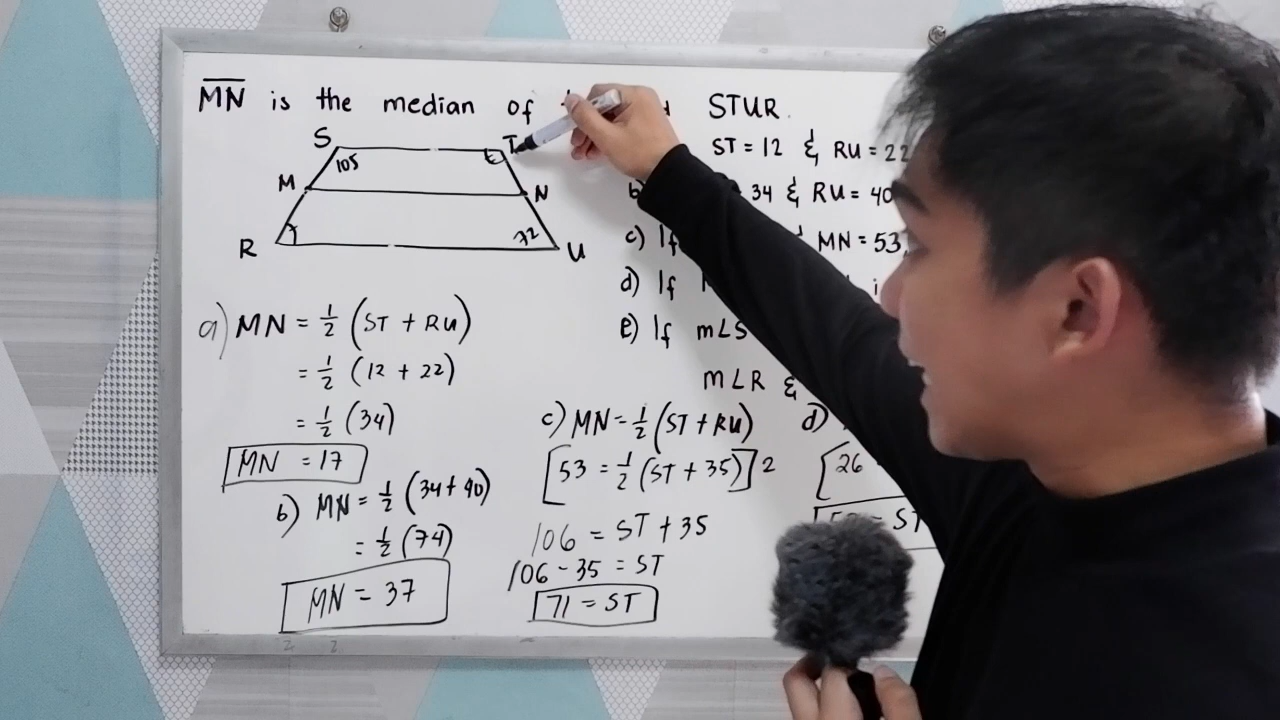 MN is the median of STUR.
S T
105
M N
R 72 U
ST = 12 & RU = 22
b) 34 & RU = 40
c) If MN = 53,
d) If
e) If m∠S
m∠R &
a) MN = 1/2 (ST + RU)
= 1/2 (12 + 22)
= 1/2 (34)
MN = 17
b) MN = 1/2 (34 + 40)
= 1/2 (74)
MN = 37
c) MN = 1/2 (ST + RU)
[53 = 1/2 (ST + 35)] 2
106 = ST + 35
106 - 35 = ST
71 = ST
d)
[26
= ST